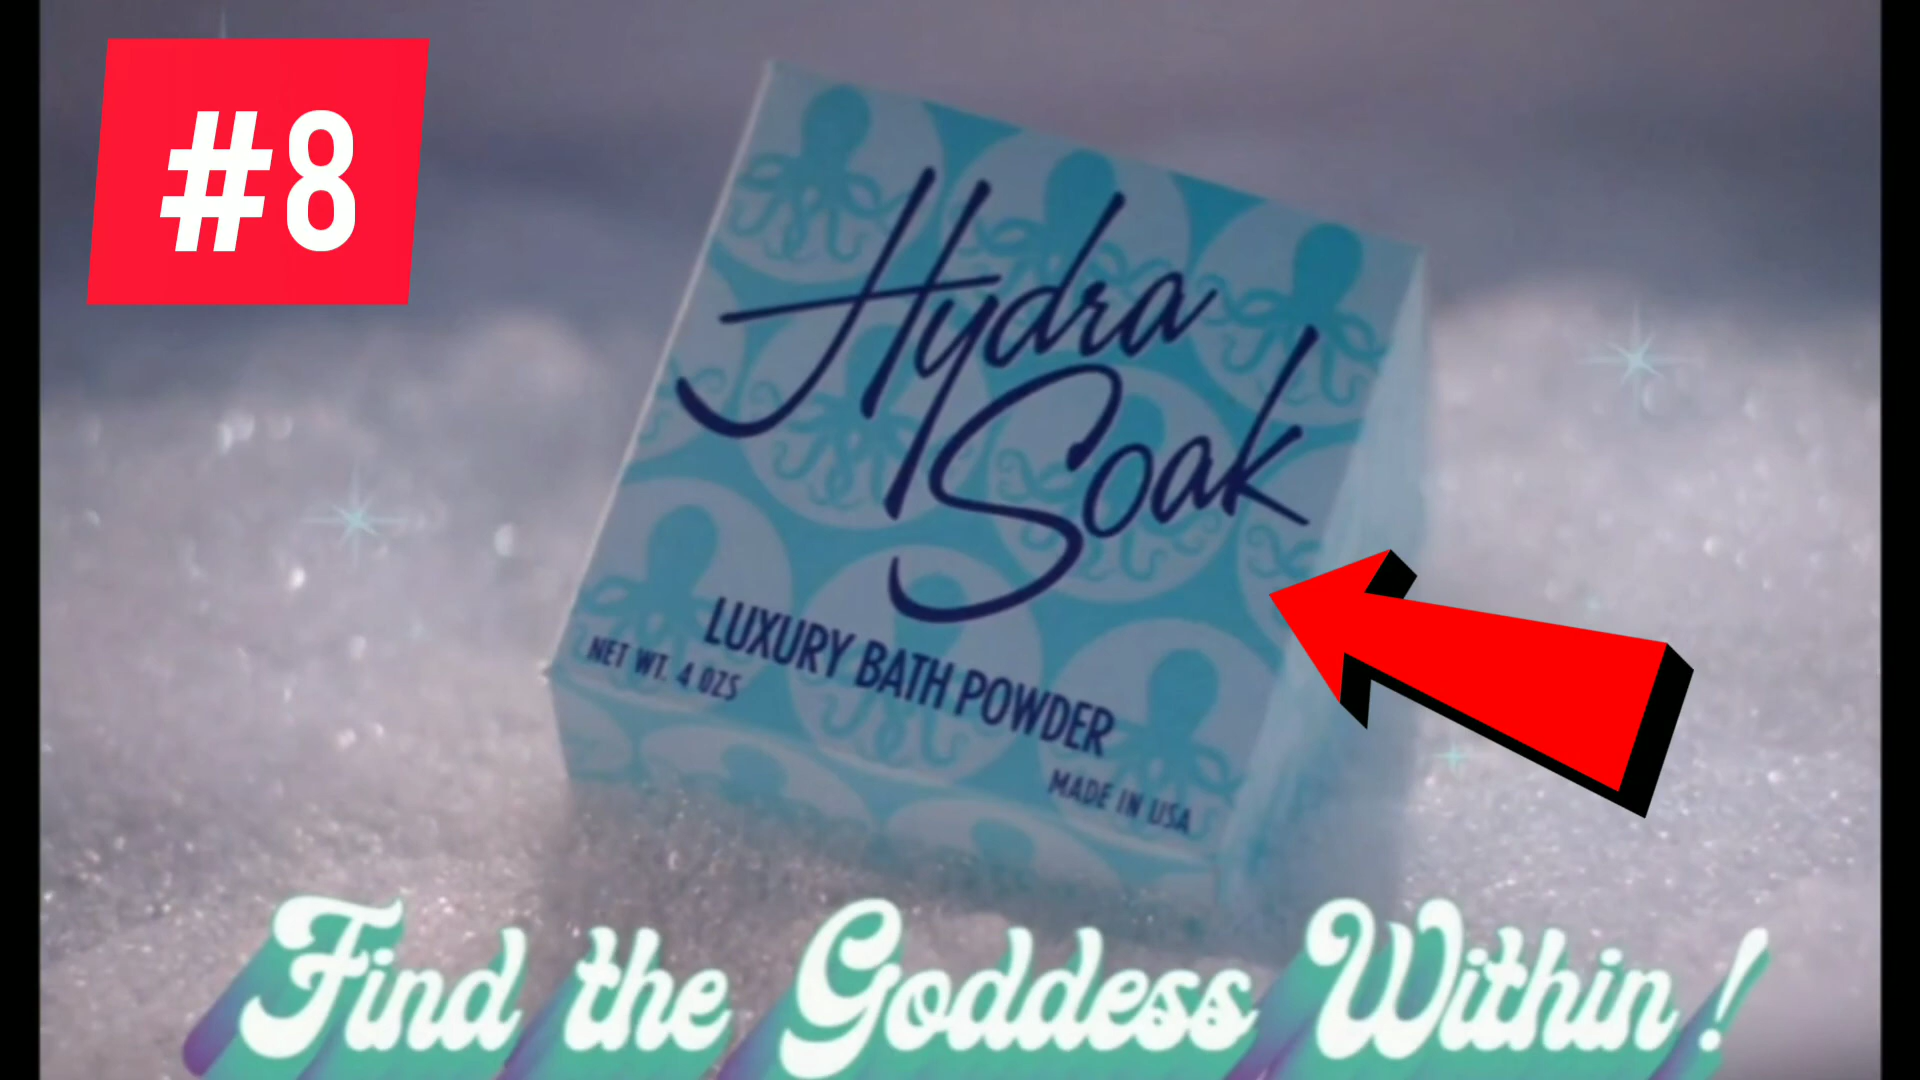 #8
Hydra
Soak
LUXURY BATH POWDER
NET WT. 4 OZS
MADE IN USA
Find the Goddess Within!